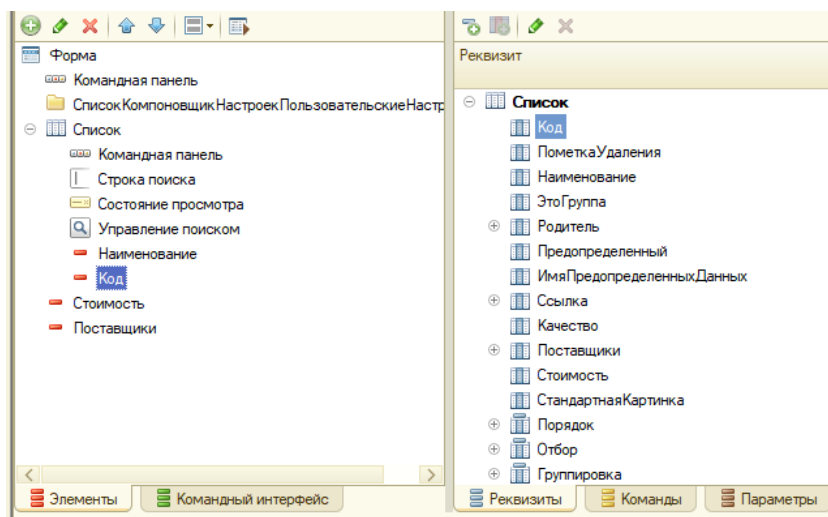 Форма
Командная панель
СписокКомпоновщикНастроекПользовательскиеНастр
Список
Командная панель
Строка поиска
Состояние просмотра
Управление поиском
Наименование
Код
Стоимость
Поставщики
Элементы
Командный интерфейс
Реквизит
Список
Код
ПометкаУдаления
Наименование
ЭтоГруппа
Родитель
Предопределенный
ИмяПредопределенныхДанных
Ссылка
Качество
Поставщики
Стоимость
СтандартнаяКартинка
Порядок
Отбор
Группировка
Реквизиты
Команды
Параметры